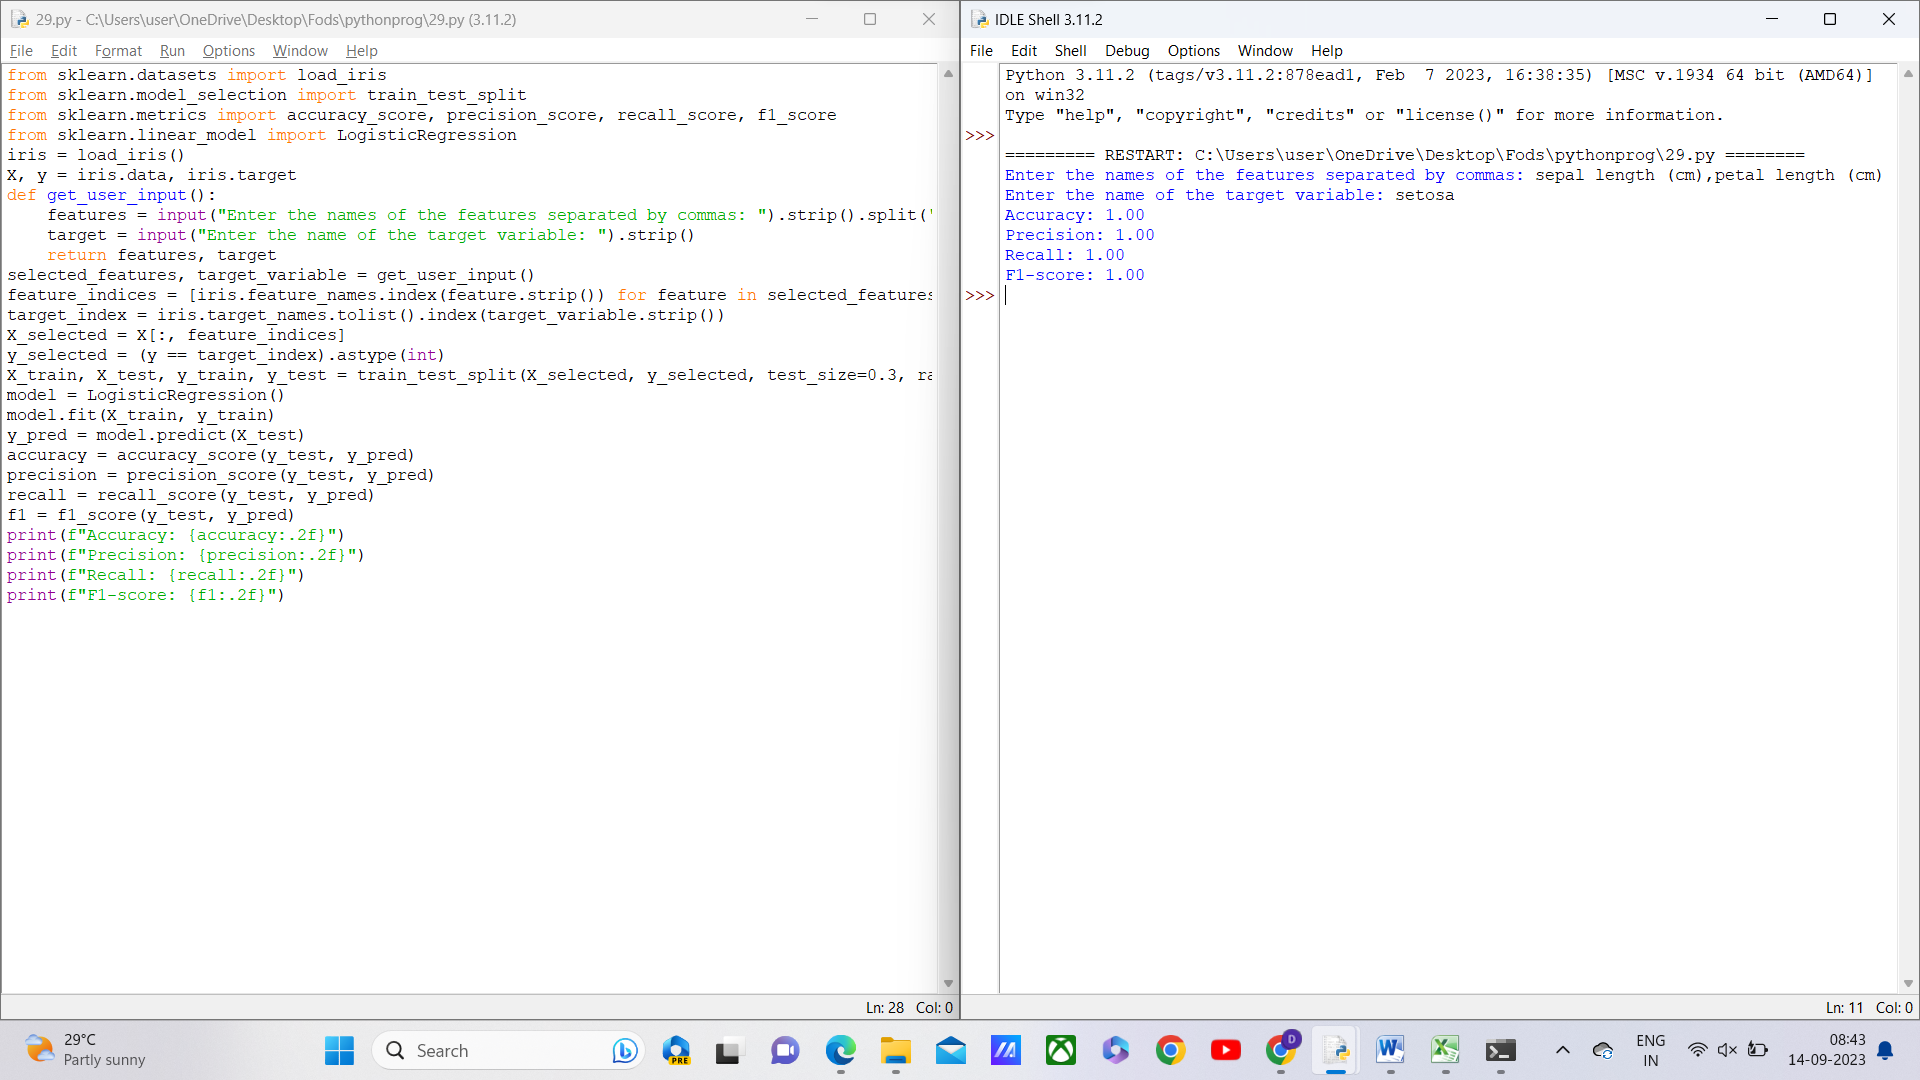 29.py - C:\Users\user\OneDrive\Desktop\Fods\pythonprog\29.py (3.11.2)
File Edit Format Run Options Window Help
from sklearn.datasets import load_iris
from sklearn.model_selection import train_test_split
from sklearn.metrics import accuracy_score, precision_score, recall_score, f1_score
from sklearn.linear_model import LogisticRegression
iris = load_iris()
X, y = iris.data, iris.target
def get_user_input():
    features = input("Enter the names of the features separated by commas: ").strip().split('
    target = input("Enter the name of the target variable: ").strip()
    return features, target
selected_features, target_variable = get_user_input()
feature_indices = [iris.feature_names.index(feature.strip()) for feature in selected_features
target_index = iris.target_names.tolist().index(target_variable.strip())
X_selected = X[:, feature_indices]
y_selected = (y == target_index).astype(int)
X_train, X_test, y_train, y_test = train_test_split(X_selected, y_selected, test_size=0.3, ra
model = LogisticRegression()
model.fit(X_train, y_train)
y_pred = model.predict(X_test)
accuracy = accuracy_score(y_test, y_pred)
precision = precision_score(y_test, y_pred)
recall = recall_score(y_test, y_pred)
f1 = f1_score(y_test, y_pred)
print(f"Accuracy: {accuracy:.2f}")
print(f"Precision: {precision:.2f}")
print(f"Recall: {recall:.2f}")
print(f"F1-score: {f1:.2f}")
Ln: 28 Col: 0
IDLE Shell 3.11.2
File Edit Shell Debug Options Window Help
Python 3.11.2 (tags/v3.11.2:878ead1, Feb  7 2023, 16:38:35) [MSC v.1934 64 bit (AMD64)]
on win32
Type "help", "copyright", "credits" or "license()" for more information.
>>>
========= RESTART: C:\Users\user\OneDrive\Desktop\Fods\pythonprog\29.py ========
Enter the names of the features separated by commas: sepal length (cm),petal length (cm)
Enter the name of the target variable: setosa
Accuracy: 1.00
Precision: 1.00
Recall: 1.00
F1-score: 1.00
>>>
Ln: 11 Col: 0
29°C
Partly sunny
Search
PRE
D
ENG
IN
08:43
14-09-2023